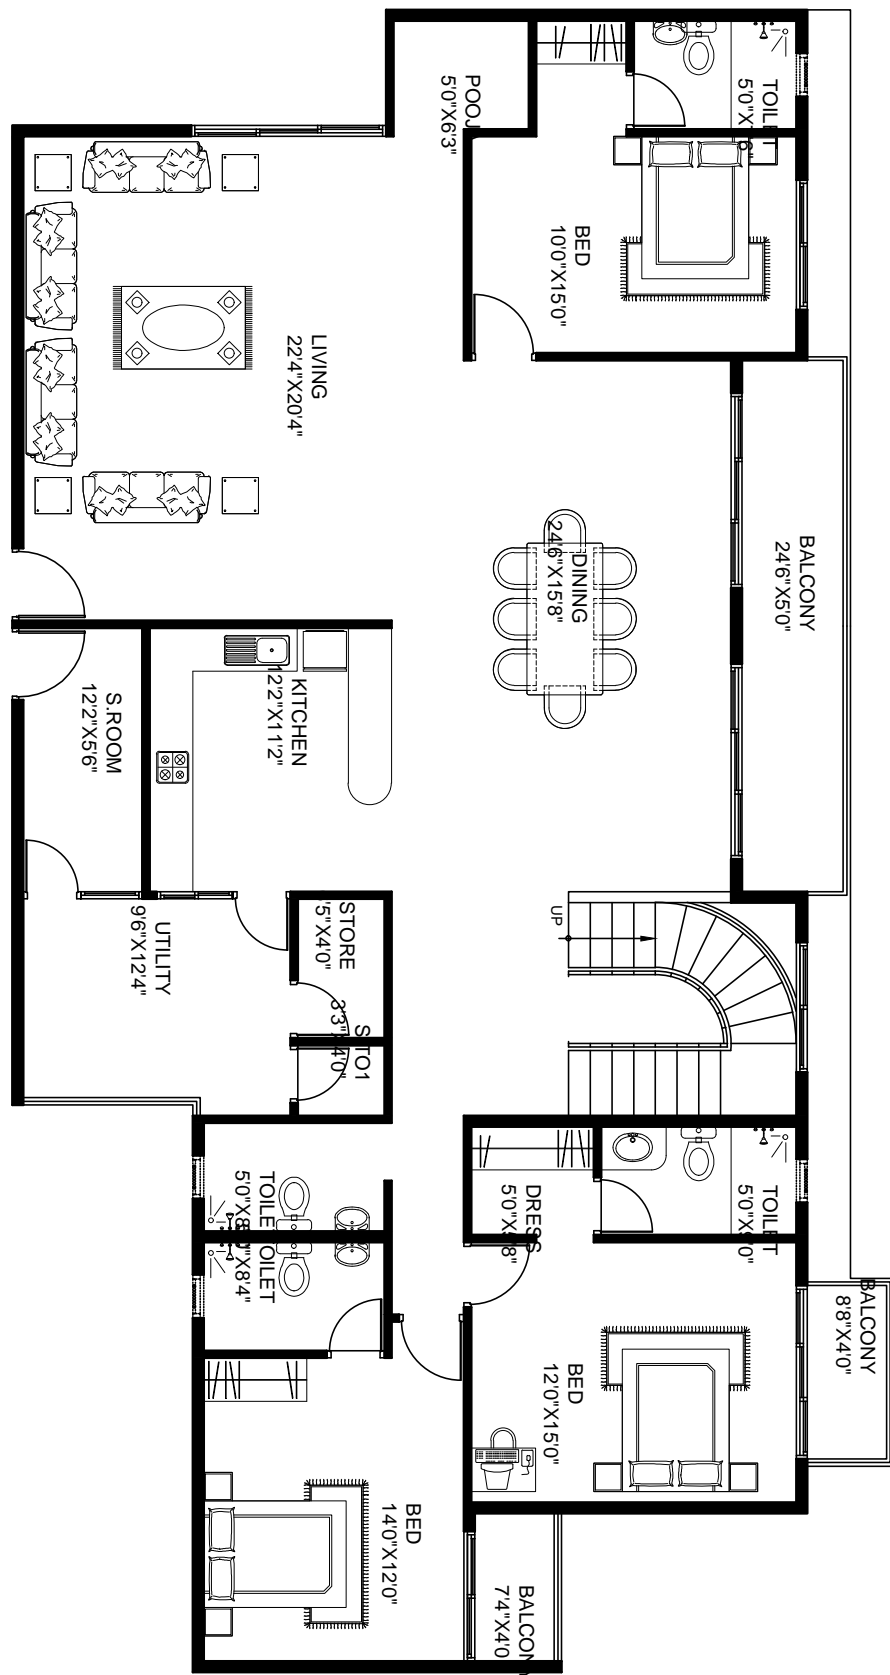 TOILET
5'0"X
POOJ
5'0"X6'3"
BED
10'0"X15'0"
LIVING
22'4"X20'4"
BALCONY
24'6"X5'0"
DINING
24'6"X15'8"
KITCHEN
12'2"X11'2"
S.ROOM
12'2"X5'6"
STORE
'5"X4'0"
UTILITY
9'6"X12'4"
UP
STO1
3'3"X4'0"
TOILET
5'0"X
DRESS
5'0"X
TOILET
5'0"X8
TOILET
"X8'4"
BALCONY
8'8"X4'0"
BED
12'0"X15'0"
BED
14'0"X12'0"
BALCON
7'4"X4'0